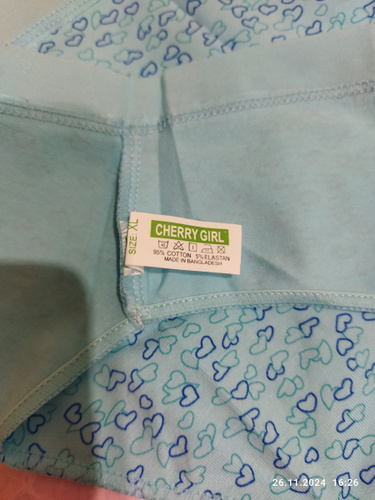 SIZE: XL
CHERRY GIRL
95% COTTON 5% ELASTAN
MADE IN BANGLADESH
26.11.2024 16:26